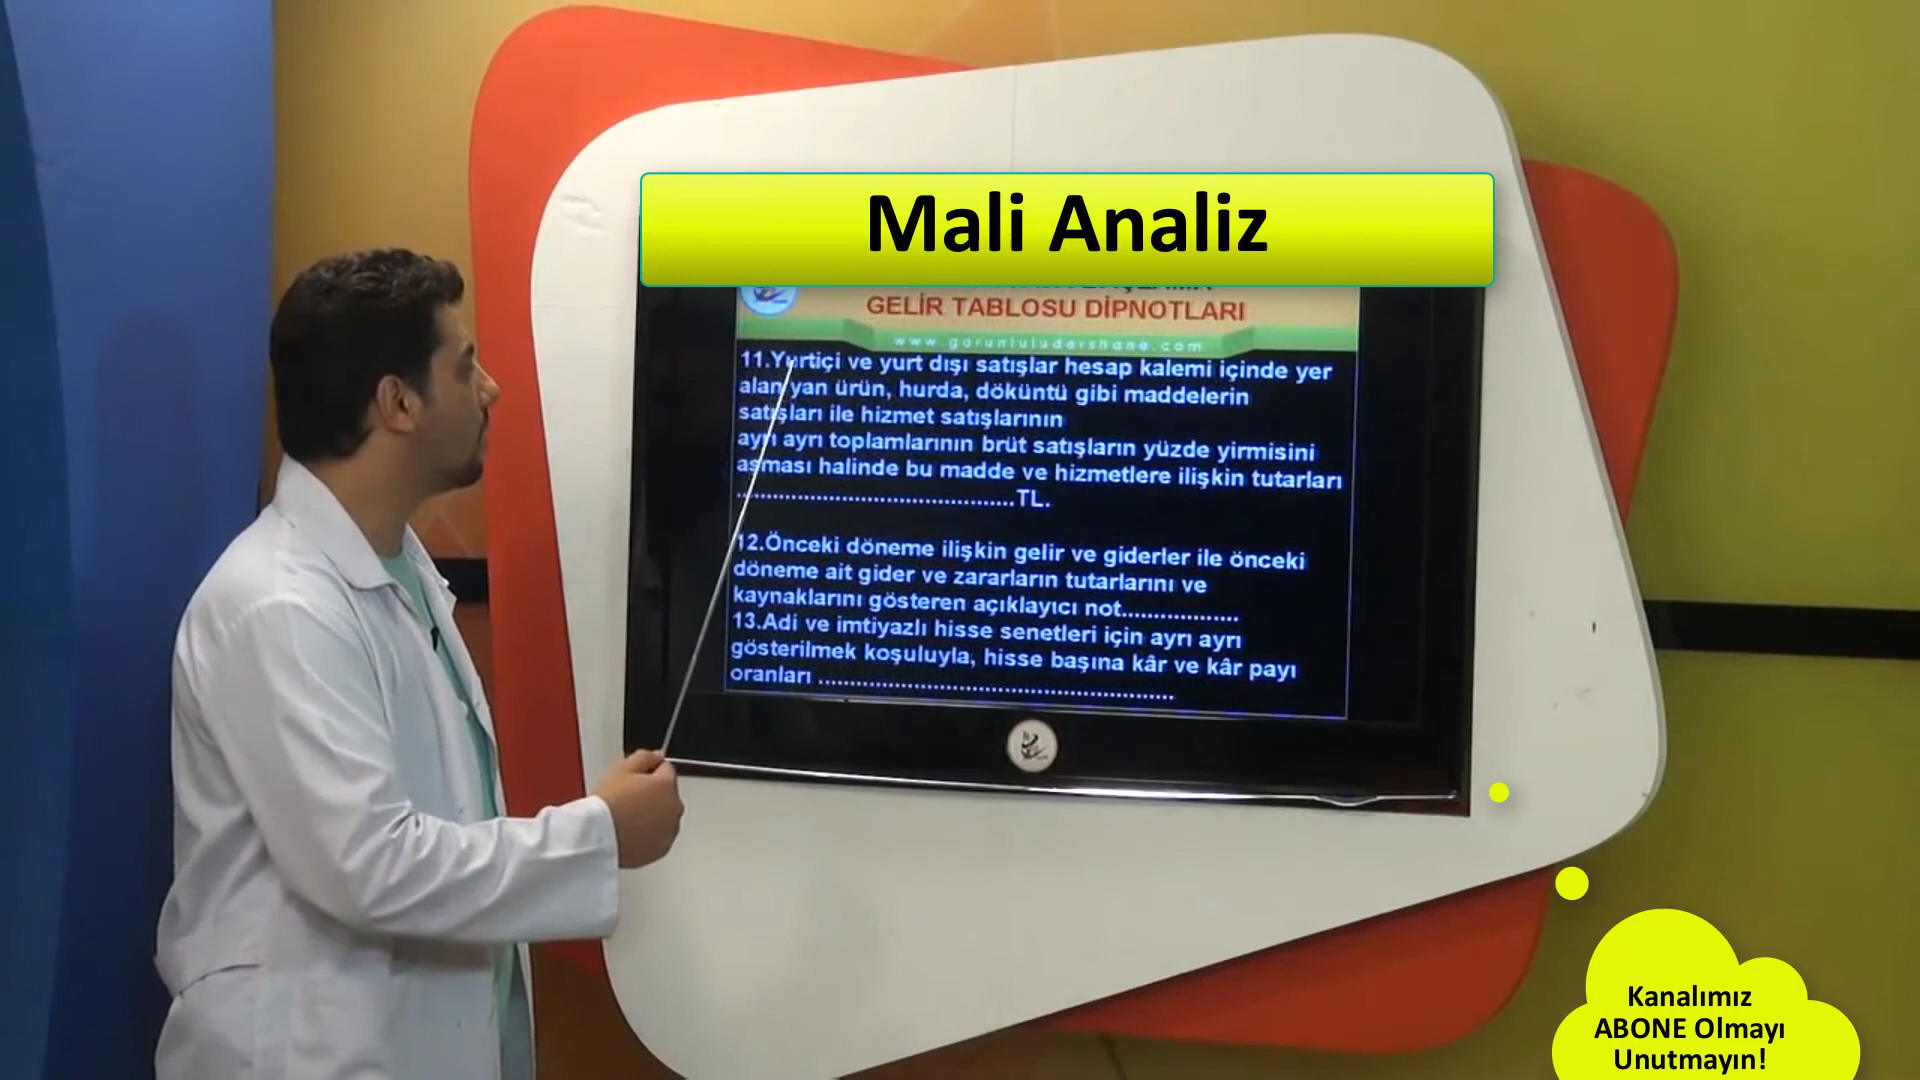 Mali Analiz
GELİR TABLOSU DİPNOTLARI
www.goruntuludershane.com
11.Yurtiçi ve yurt dışı satışlar hesap kalemi içinde yer
alan yan ürün, hurda, döküntü gibi maddelerin
satışları ile hizmet satışlarının
ayrı ayrı toplamlarının brüt satışların yüzde yirmisini
aşması halinde bu madde ve hizmetlere ilişkin tutarları
............................................TL.
12.Önceki döneme ilişkin gelir ve giderler ile önceki
döneme ait gider ve zararların tutarlarını ve
kaynaklarını gösteren açıklayıcı not..................
13.Adi ve imtiyazlı hisse senetleri için ayrı ayrı
gösterilmek koşuluyla, hisse başına kâr ve kâr payı
oranları ........................................................
Kanalımız
ABONE Olmayı
Unutmayın!